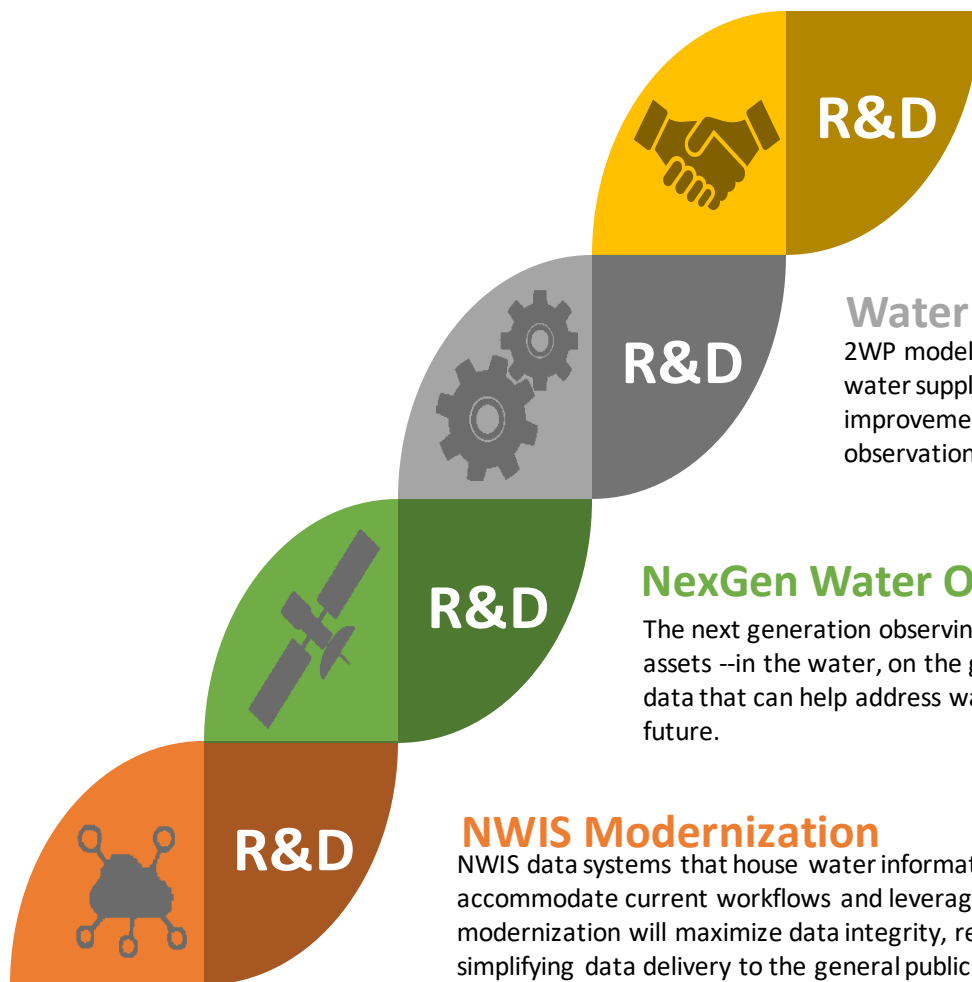 R&D
R&D
Water
2WP model
water suppl
improveme
observation
R&D
NexGen Water O
The next generation observin
assets --in the water, on the g
data that can help address wa
future.
R&D
NWIS Modernization
NWIS data systems that house water informat
accommodate current workflows and leverag
modernization will maximize data integrity, re
simplifying data delivery to the general public